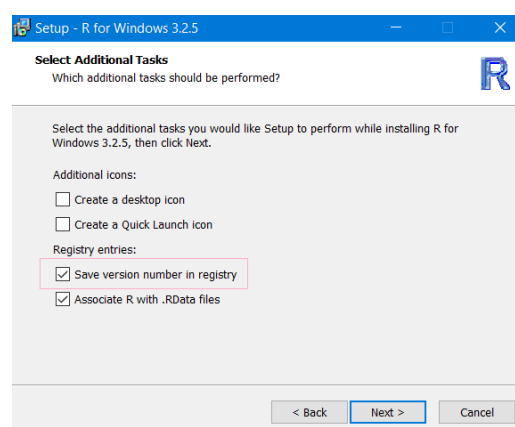 Setup - R for Windows 3.2.5
Select Additional Tasks
Which additional tasks should be performed?
R
Select the additional tasks you would like Setup to perform while installing R for
Windows 3.2.5, then click Next.
Additional icons:
Create a desktop icon
Create a Quick Launch icon
Registry entries:
Save version number in registry
Associate R with .RData files
< Back
Next >
Cancel